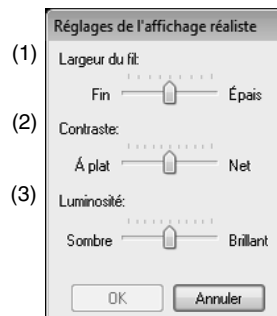 Réglages de l'affichage réaliste
(1) Largeur du fil:
Fin Épais
(2) Contraste:
Á plat Net
(3) Luminosité:
Sombre Brillant
OK Annuler